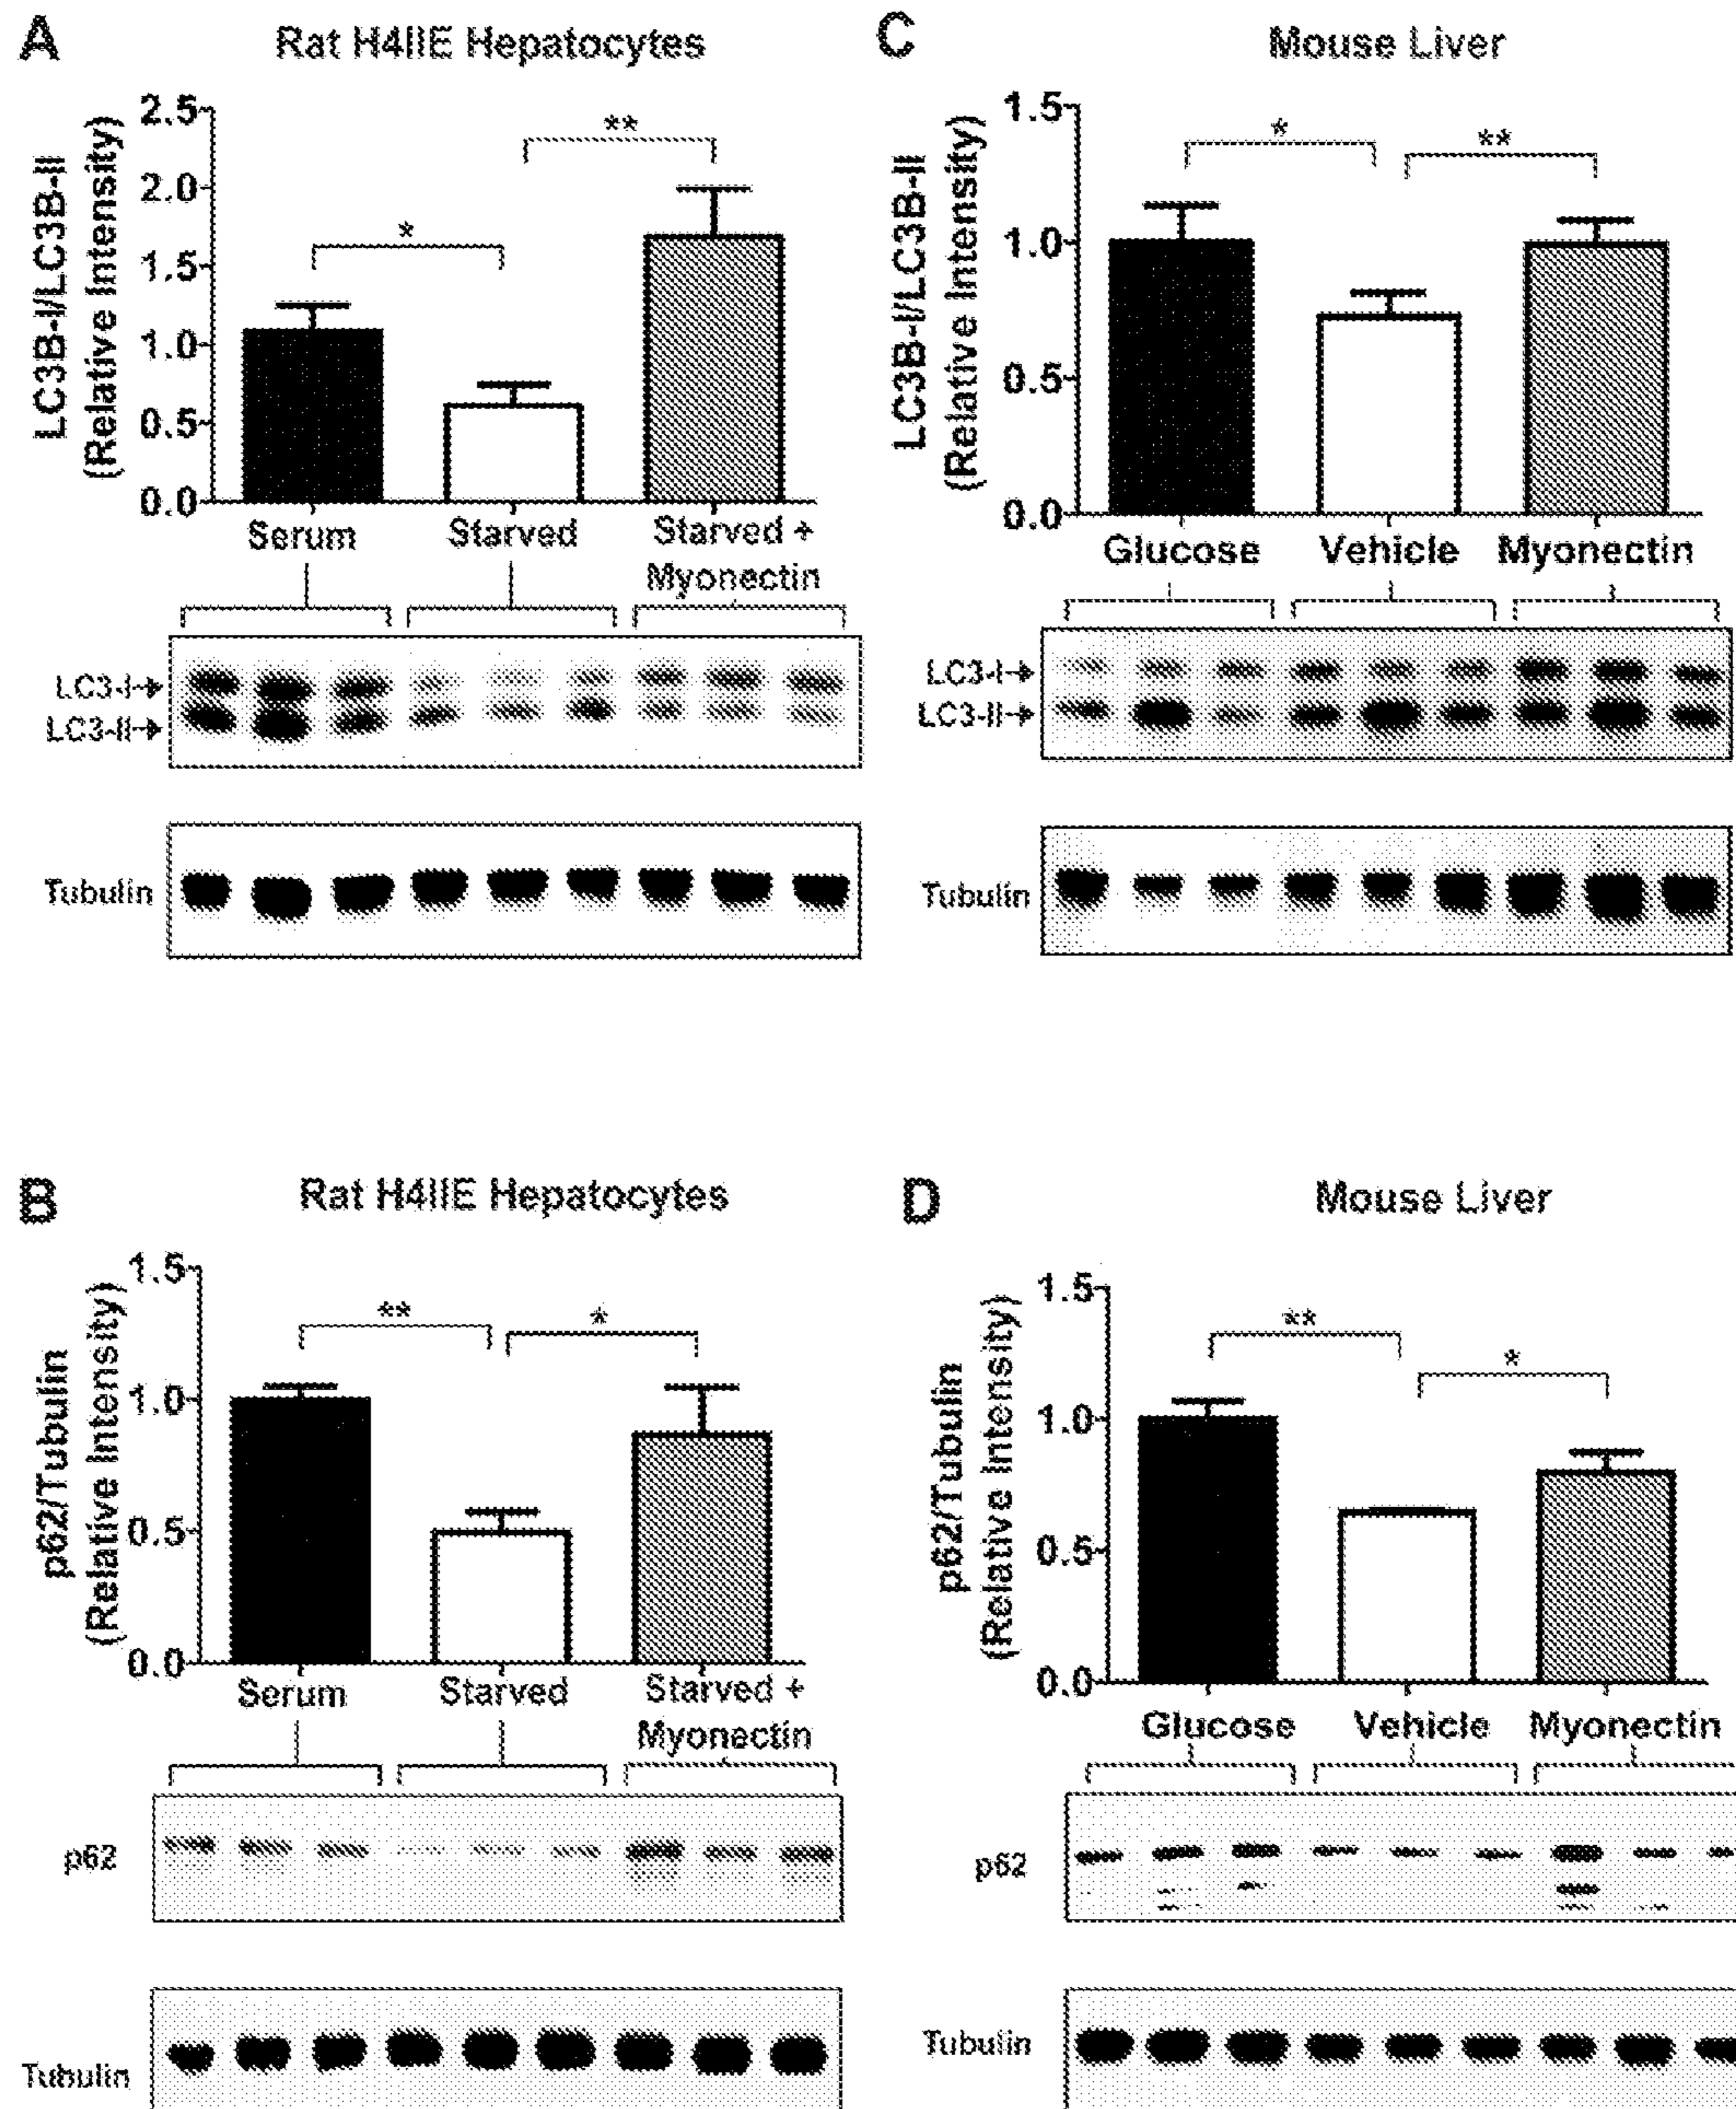 A
Rat H4IIE Hepatocytes
LC3B-I/LC3B-II
(Relative Intensity)
2.5
2.0
1.5
1.0
0.5
0.0
*
**
Serum
Starved
Starved +
Myonectin
LC3-I
LC3-II
Tubulin
C
Mouse Liver
LC3B-I/LC3B-II
(Relative Intensity)
1.5
1.0
0.5
0.0
*
**
Glucose
Vehicle
Myonectin
LC3-I
LC3-II
Tubulin
B
Rat H4IIE Hepatocytes
p62/Tubulin
(Relative Intensity)
1.5
1.0
0.5
0.0
**
*
Serum
Starved
Starved +
Myonectin
p62
Tubulin
D
Mouse Liver
p62/Tubulin
(Relative Intensity)
1.5
1.0
0.5
0.0
**
*
Glucose
Vehicle
Myonectin
p62
Tubulin